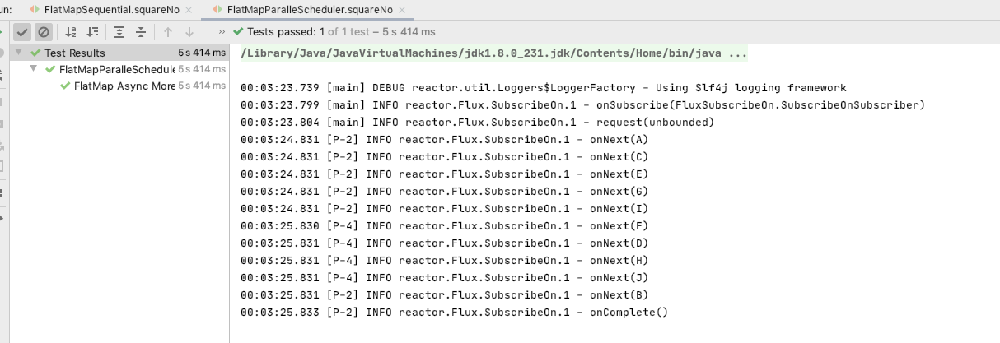 un: FlatMapSequential.squareNo × FlatMapParalleScheduler.squareNo ×
» Tests passed: 1 of 1 test – 5 s 414 ms
Test Results 5 s 414 ms
FlatMapParalleSchedule 5 s 414 ms
FlatMap Async More 5 s 414 ms
/Library/Java/JavaVirtualMachines/jdk1.8.0_231.jdk/Contents/Home/bin/java ...
00:03:23.739 [main] DEBUG reactor.util.Loggers$LoggerFactory - Using Slf4j logging framework
00:03:23.799 [main] INFO reactor.Flux.SubscribeOn.1 - onSubscribe(FluxSubscribeOn.SubscribeOnSubscriber)
00:03:23.804 [main] INFO reactor.Flux.SubscribeOn.1 - request(unbounded)
00:03:24.831 [P-2] INFO reactor.Flux.SubscribeOn.1 - onNext(A)
00:03:24.831 [P-2] INFO reactor.Flux.SubscribeOn.1 - onNext(C)
00:03:24.831 [P-2] INFO reactor.Flux.SubscribeOn.1 - onNext(E)
00:03:24.831 [P-2] INFO reactor.Flux.SubscribeOn.1 - onNext(G)
00:03:24.831 [P-2] INFO reactor.Flux.SubscribeOn.1 - onNext(I)
00:03:25.830 [P-4] INFO reactor.Flux.SubscribeOn.1 - onNext(F)
00:03:25.831 [P-4] INFO reactor.Flux.SubscribeOn.1 - onNext(D)
00:03:25.831 [P-4] INFO reactor.Flux.SubscribeOn.1 - onNext(H)
00:03:25.831 [P-4] INFO reactor.Flux.SubscribeOn.1 - onNext(J)
00:03:25.831 [P-2] INFO reactor.Flux.SubscribeOn.1 - onNext(B)
00:03:25.833 [P-2] INFO reactor.Flux.SubscribeOn.1 - onComplete()